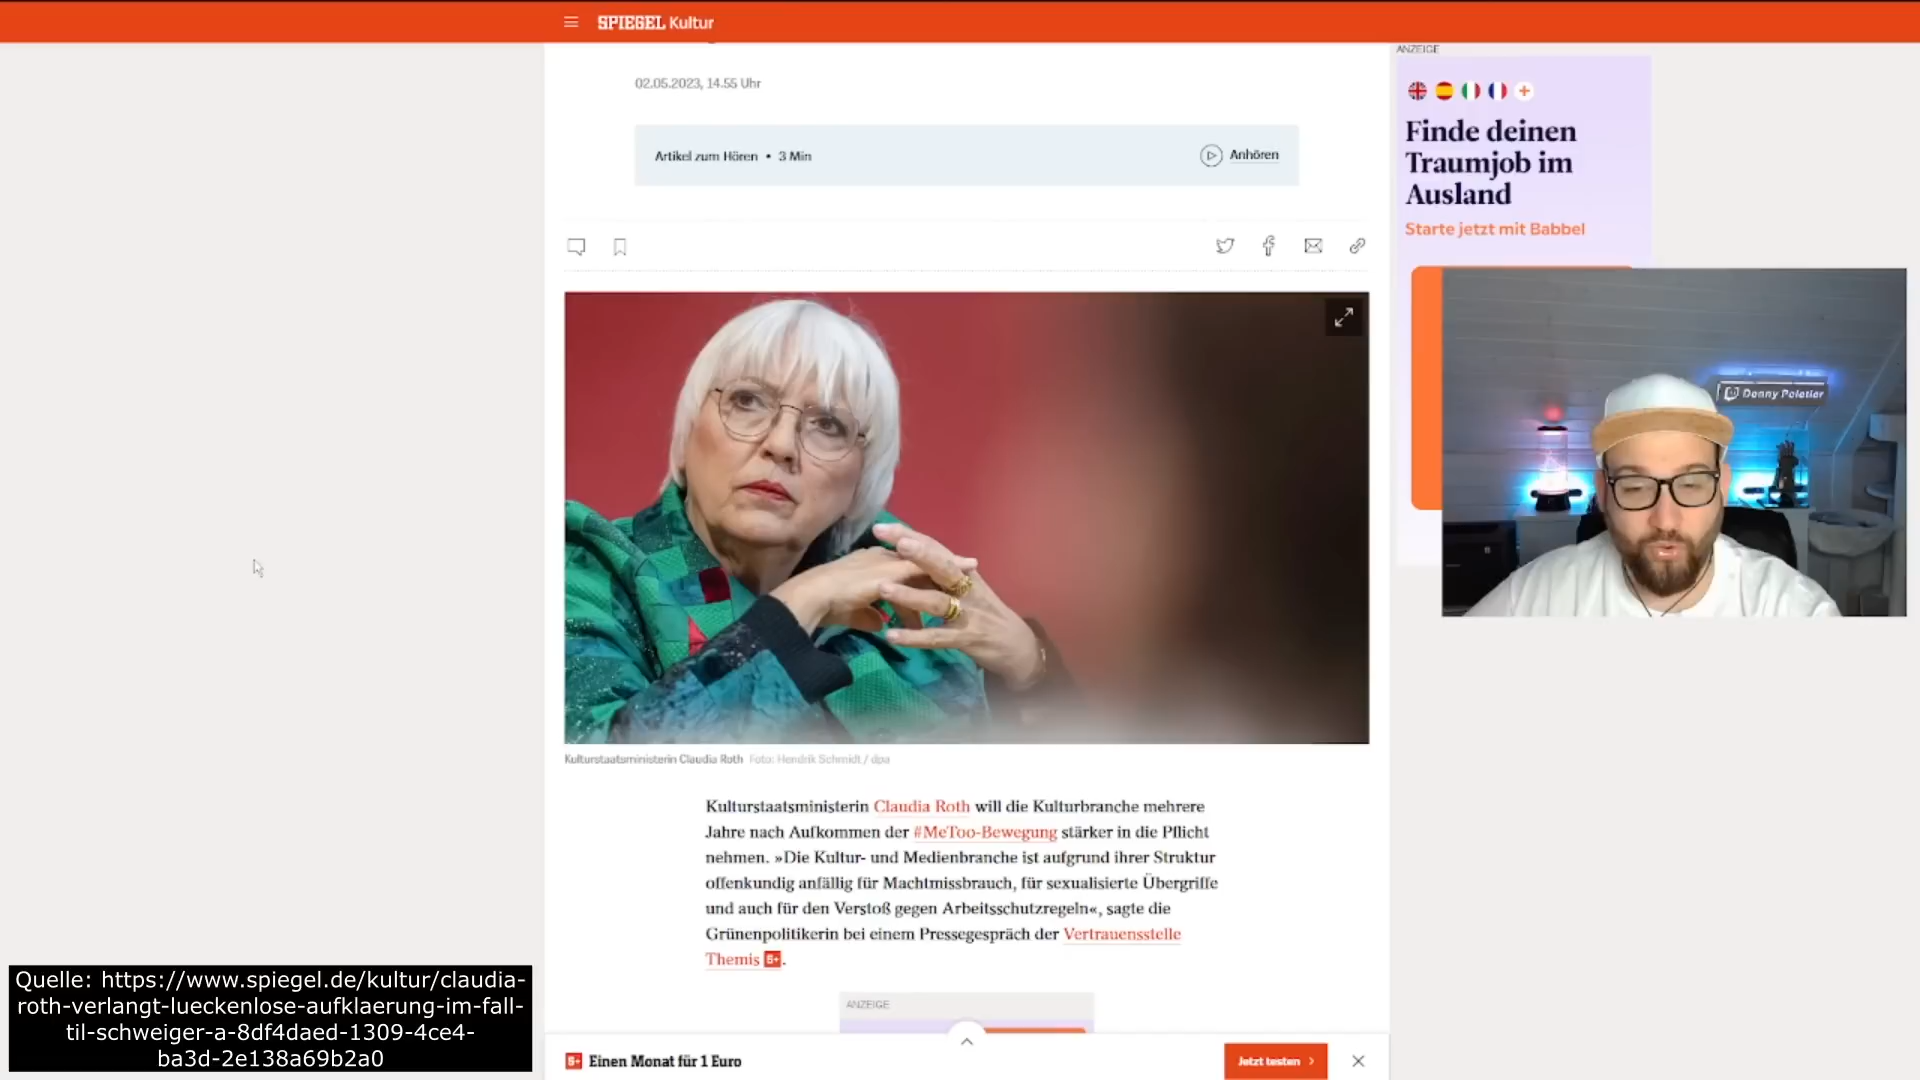 SPIEGEL Kultur
ANZEIGE
02.05.2023, 14.55 Uhr
Artikel zum Hören • 3 Min
Anhören
Finde deinen
Traumjob im
Ausland
Starte jetzt mit Babbel
Danny Peletier
Kulturstaatsministerin Claudia Roth Foto: Hendrik Schmidt / dpa
Kulturstaatsministerin Claudia Roth will die Kulturbranche mehrere
Jahre nach Aufkommen der #MeToo-Bewegung stärker in die Pflicht
nehmen. »Die Kultur- und Medienbranche ist aufgrund ihrer Struktur
offenkundig anfällig für Machtmissbrauch, für sexualisierte Übergriffe
und auch für den Verstoß gegen Arbeitsschutzregeln«, sagte die
Grünenpolitikerin bei einem Pressegespräch der Vertrauensstelle
Themis S+.
ANZEIGE
Quelle: https://www.spiegel.de/kultur/claudia-
roth-verlangt-lueckenlose-aufklaerung-im-fall-
til-schweiger-a-8df4daed-1309-4ce4-
ba3d-2e138a69b2a0
S+ Einen Monat für 1 Euro
Jetzt testen